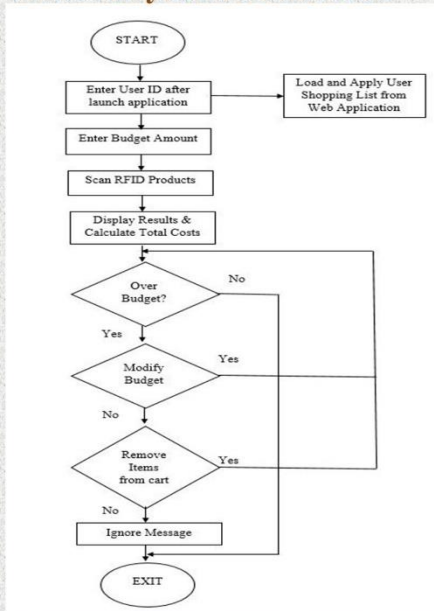 START
Enter User ID after
launch application
Load and Apply User
Shopping List from
Web Application
Enter Budget Amount
Scan RFID Products
Display Results &
Calculate Total Costs
Over
Budget?
No
Yes
Modify
Budget
Yes
No
Remove
Items
from cart
Yes
No
Ignore Message
EXIT